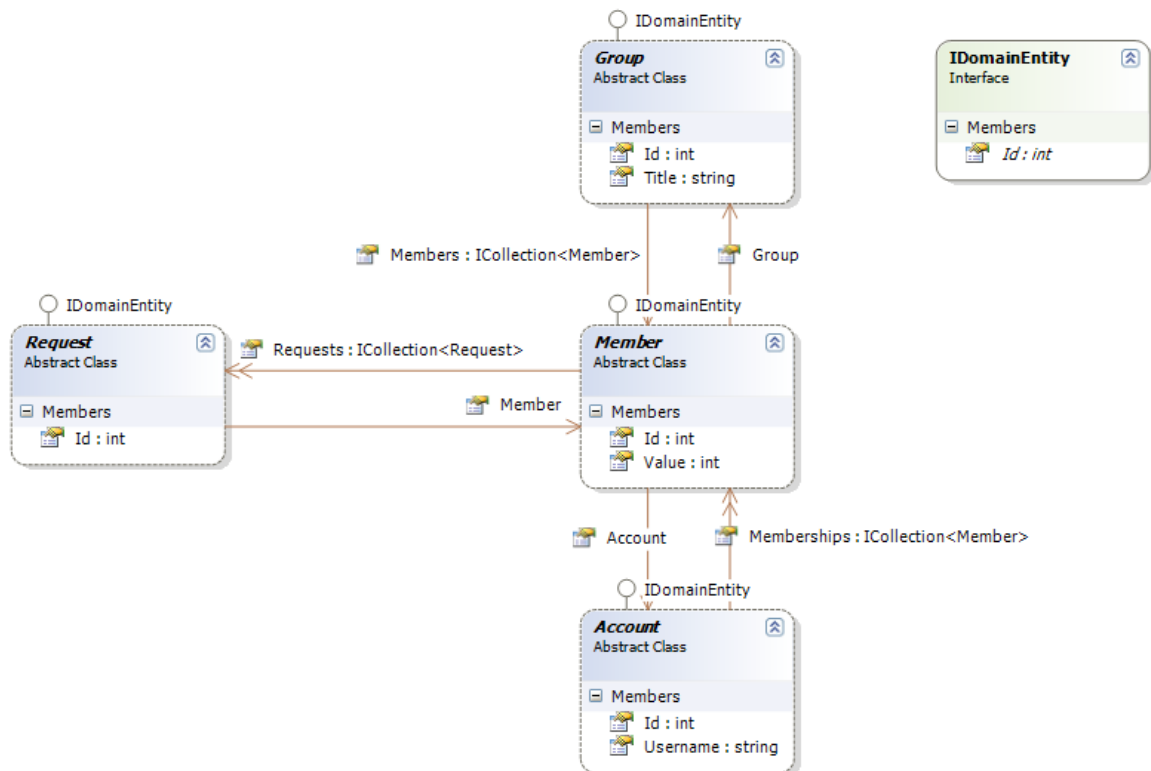 IDomainEntity
Group
Abstract Class
Members
Id : int
Title : string
IDomainEntity
Interface
Members
Id : int
Members : ICollection<Member>
Group
IDomainEntity
Request
Abstract Class
Members
Id : int
Requests : ICollection<Request>
Member
IDomainEntity
Member
Abstract Class
Members
Id : int
Value : int
Account
Memberships : ICollection<Member>
IDomainEntity
Account
Abstract Class
Members
Id : int
Username : string